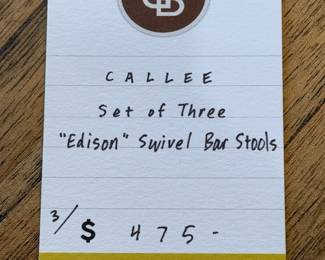 CALLEE
Set of Three
"Edison" Swivel Bar Stools
3/$ 475-